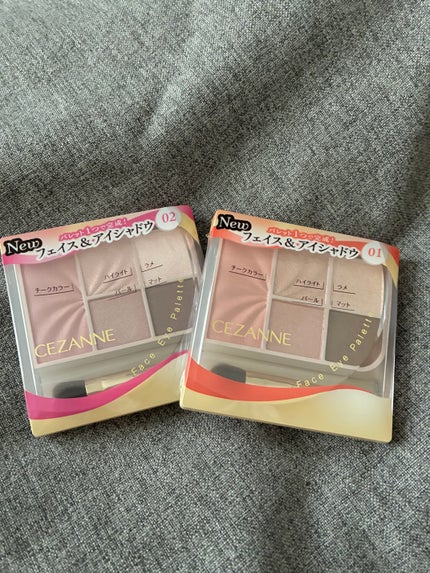 New
パレット1つで完成!
フェイス&アイシャドウ
02
チークカラー
ハイライト
ラメ
パール
マット
CEZANNE
Face Eye Palette
New
パレット1つで完成!
フェイス&アイシャドウ
01
チークカラー
ハイライト
ラメ
パール
マット
CEZANNE
Face Eye Palette